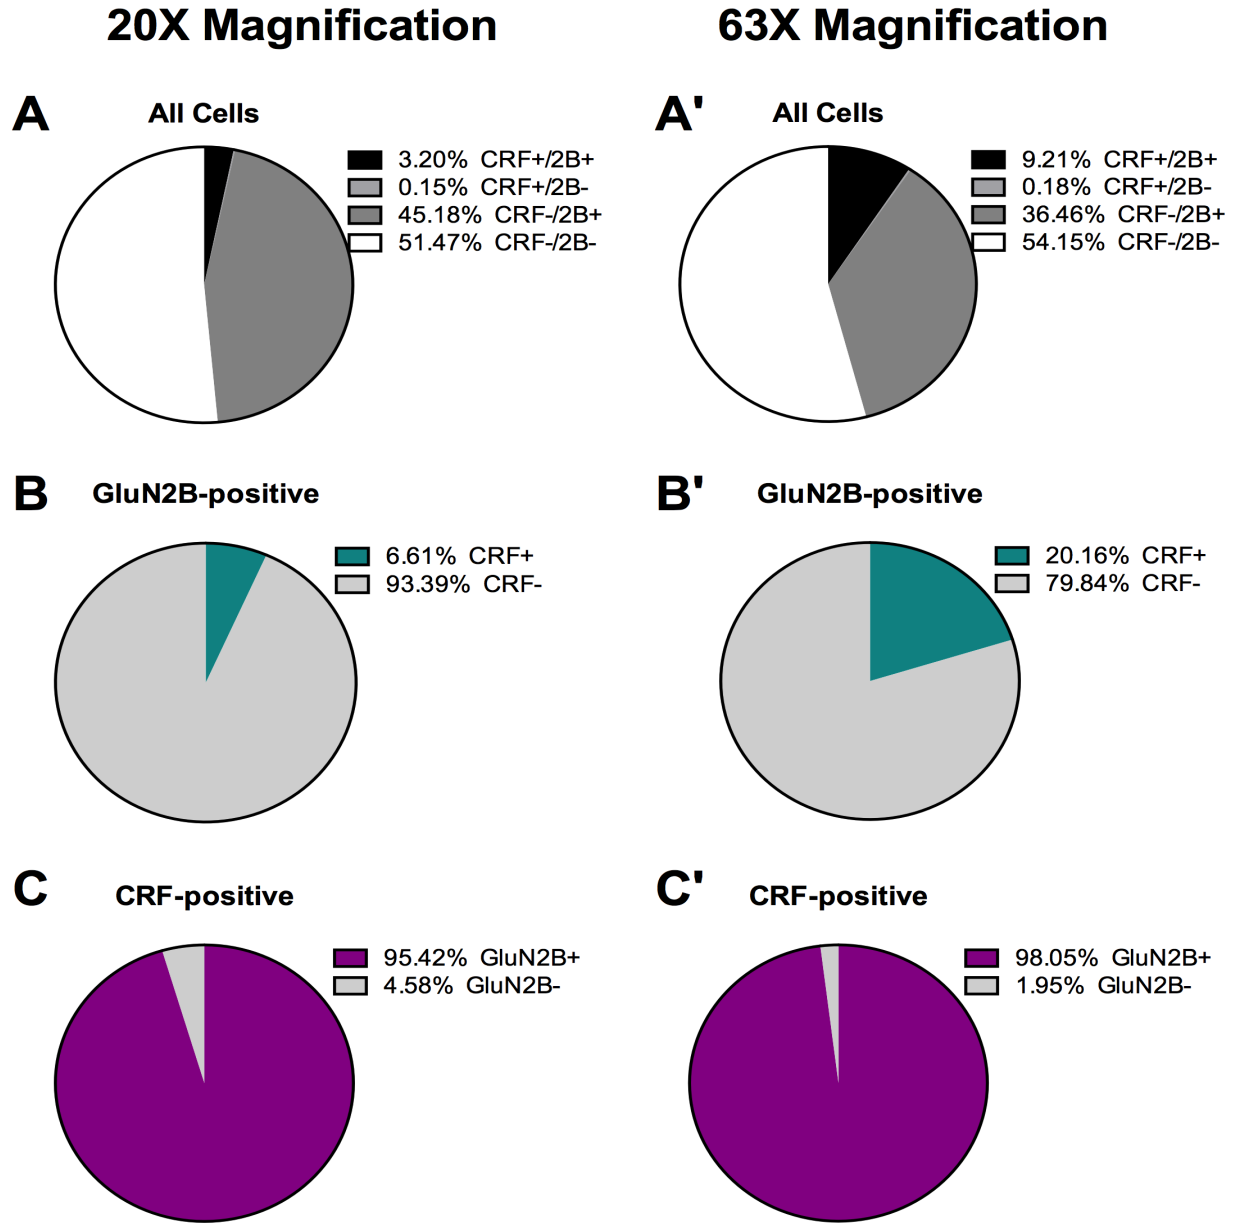 20X Magnification
63X Magnification
A
All Cells
3.20% CRF+/2B+
0.15% CRF+/2B-
45.18% CRF-/2B+
51.47% CRF-/2B-
A'
All Cells
9.21% CRF+/2B+
0.18% CRF+/2B-
36.46% CRF-/2B+
54.15% CRF-/2B-
B
GluN2B-positive
6.61% CRF+
93.39% CRF-
B'
GluN2B-positive
20.16% CRF+
79.84% CRF-
C
CRF-positive
95.42% GluN2B+
4.58% GluN2B-
C'
CRF-positive
98.05% GluN2B+
1.95% GluN2B-